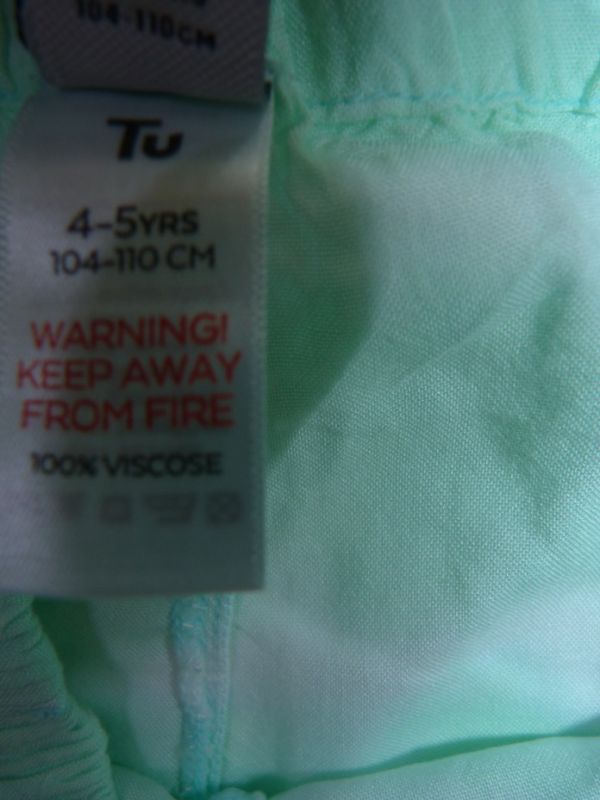 104-110CM
Tu
4-5YRS
104-110 CM
WARNING!
KEEP AWAY
FROM FIRE
100% VISCOSE